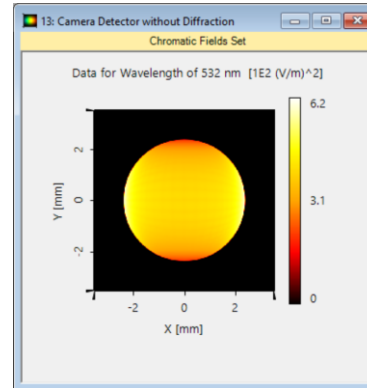 13: Camera Detector without Diffraction
Chromatic Fields Set
Data for Wavelength of 532 nm [1E2 (V/m)^2]
6.2
3.1
0
Y [mm]
2
0
-2
-2 0 2
X [mm]